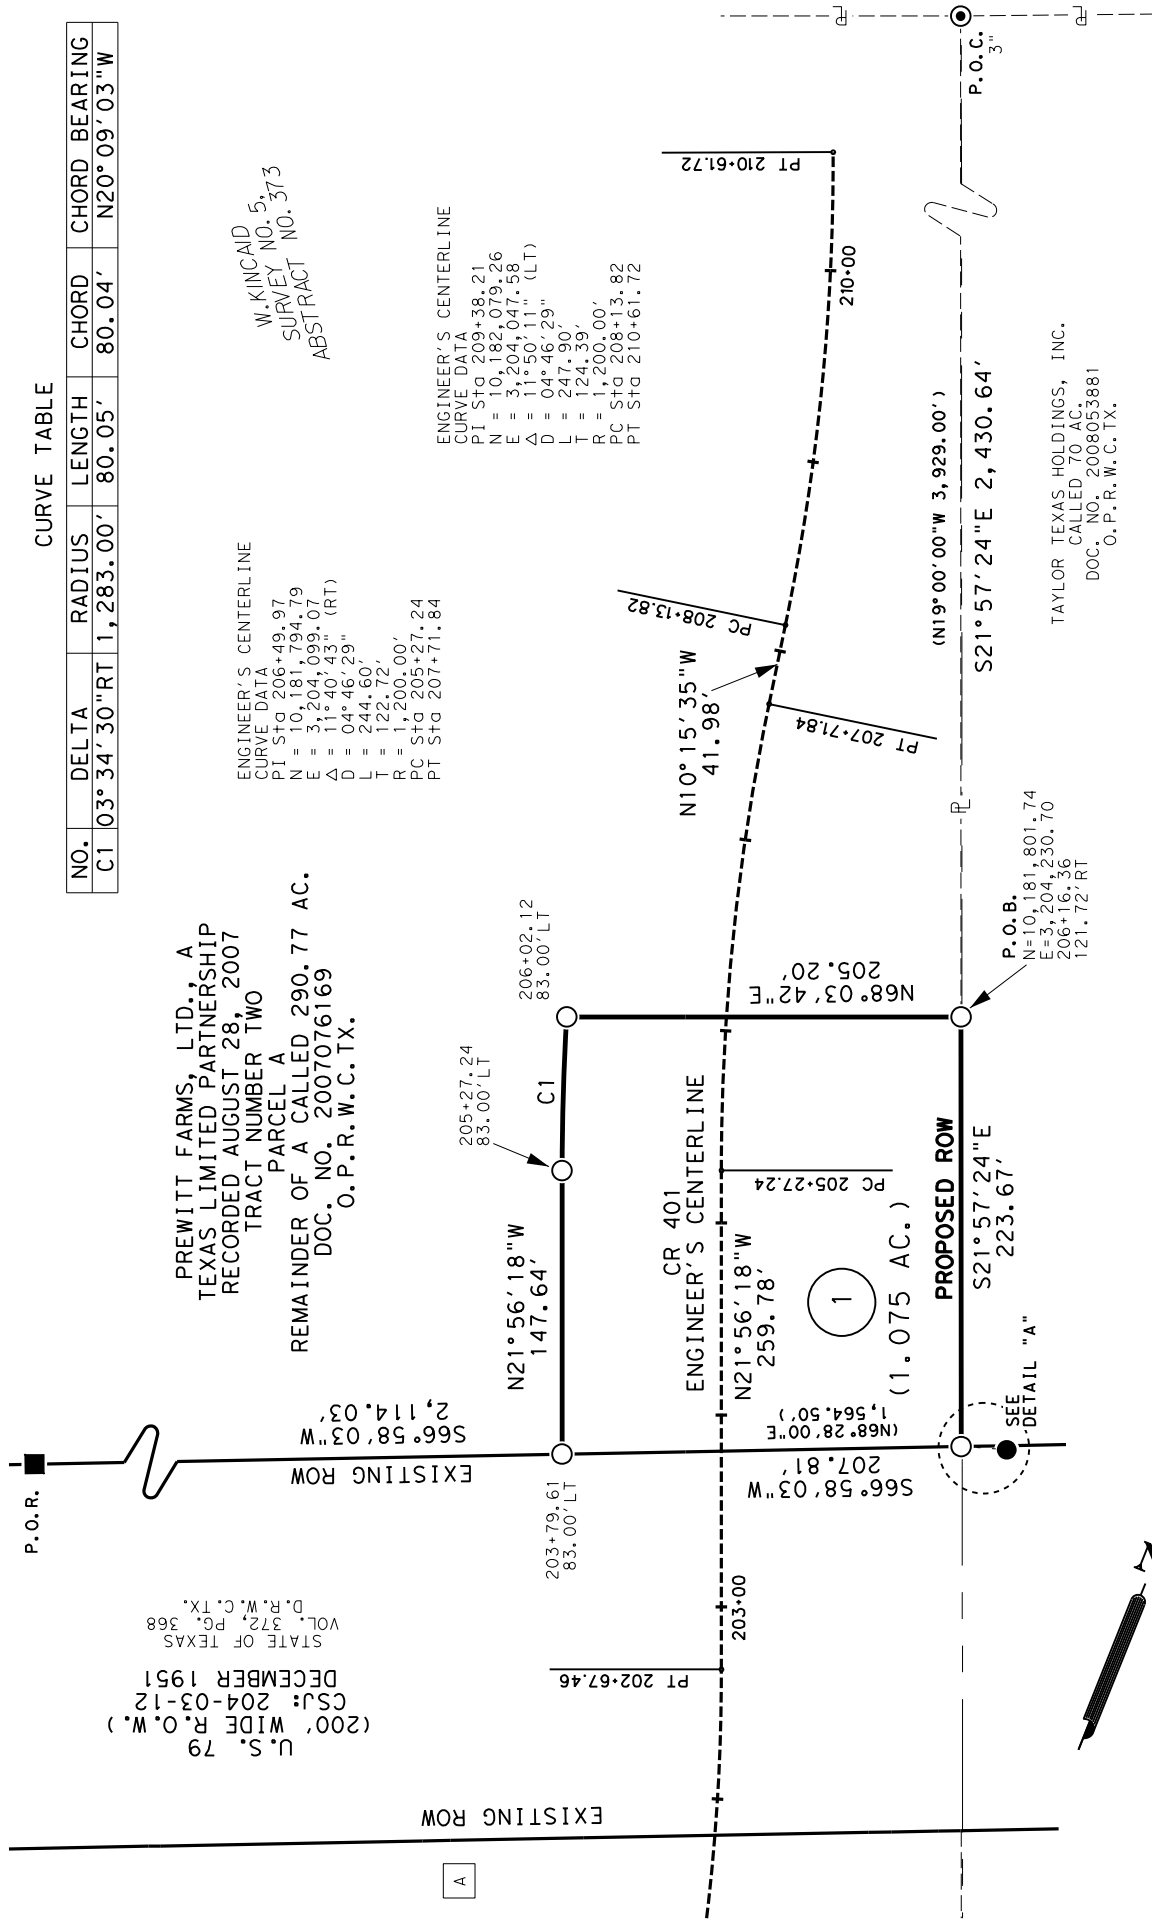 CURVE TABLE
NO. DELTA RADIUS LENGTH CHORD CHORD BEARING
C1 03°34'30"RT 1,283.00' 80.05' 80.04' N20°09'03"W
W.KINCAID
SURVEY NO. 5,
ABSTRACT NO. 373
PREWITT FARMS, LTD., A
TEXAS LIMITED PARTNERSHIP
RECORDED AUGUST 28, 2007
TRACT NUMBER TWO
PARCEL A
REMAINDER OF A CALLED 290.77 AC.
DOC. NO. 2007076169
O.P.R.W.C.TX.
ENGINEER'S CENTERLINE
CURVE DATA
PI Sta 206+49.97
N = 10,181,794.79
E = 3,204,099.07
Δ = 11°40'43" (RT)
D = 04°46'29"
L = 244.60'
T = 122.72'
R = 1,200.00'
PC Sta 205+27.24
PT Sta 207+71.84
ENGINEER'S CENTERLINE
CURVE DATA
PI Sta 209+38.21
N = 10,182,079.26
E = 3,204,047.58
Δ = 11°50'11" (LT)
D = 04°46'29"
L = 247.90'
T = 124.39'
R = 1,200.00'
PC Sta 208+13.82
PT Sta 210+61.72
P.O.R.
U.S. 79
(200' WIDE R.O.W.)
CSJ: 204-03-12
DECEMBER 1951
STATE OF TEXAS
VOL. 372, PG. 368
D.R.W.C.TX.
EXISTING ROW
S66°58'03"W
2,114.03'
EXISTING ROW
A
203+79.61
83.00'LT
N21°56'18"W
147.64'
205+27.24
83.00'LT
C1
206+02.12
83.00'LT
PT 202+67.46
203+00
CR 401
ENGINEER'S CENTERLINE
N21°56'18"W
259.78'
PC 205+27.24
N68°03'42"E
205.20'
N10°15'35"W
41.98'
PT 207+71.84
PC 208+13.82
210+00
PT 210+61.72
S66°58'03"W
207.81'
(N68°28'00"E
1,564.50')
1
(1.075 AC.)
PROPOSED ROW
S21°57'24"E
223.67'
SEE
DETAIL "A"
P.O.B.
N=10,181,801.74
E=3,204,230.70
206+16.36
121.72'RT
PL
(N19°00'00"W 3,929.00')
S21°57'24"E 2,430.64'
TAYLOR TEXAS HOLDINGS, INC.
CALLED 70 AC.
DOC. NO. 2008053881
O.P.R.W.C.TX.
P.O.C.
3"
PL
PL
N